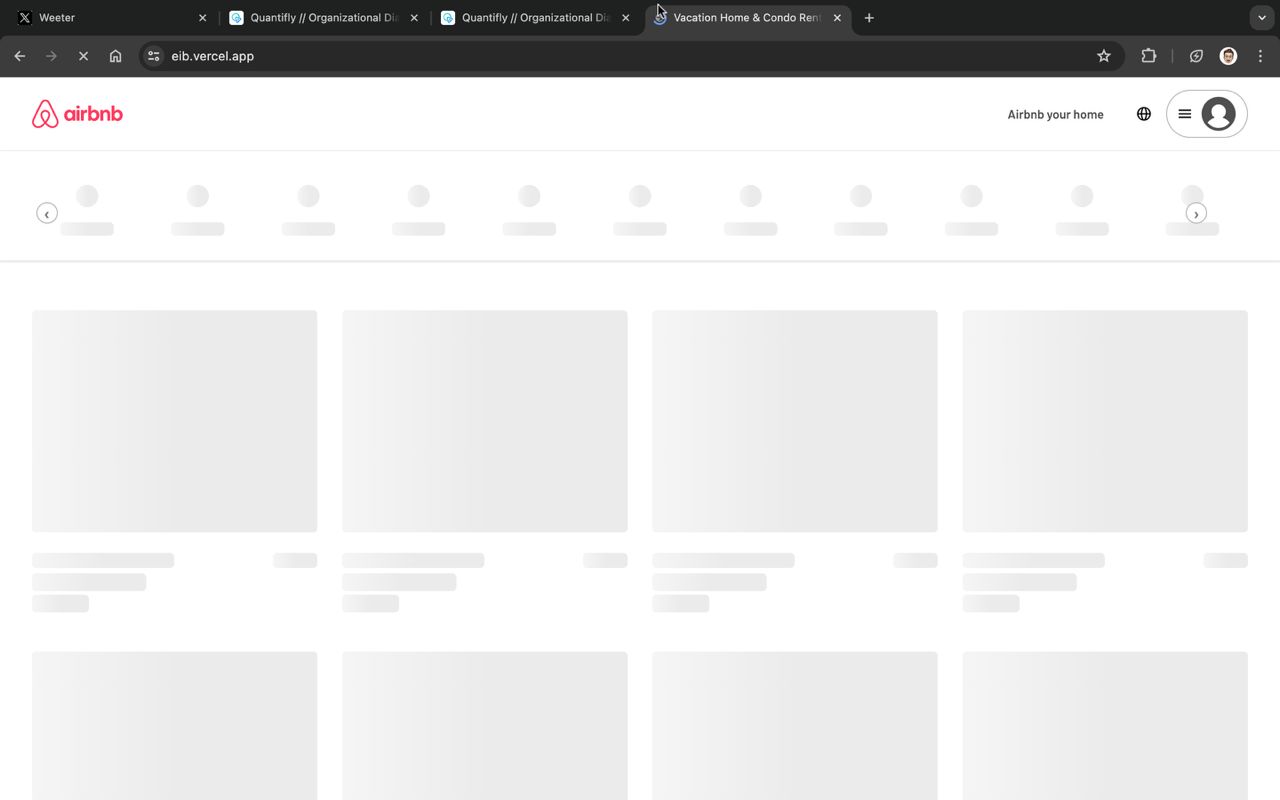 Weeter
Quantifly // Organizational Di
Quantifly // Organizational Di
Vacation Home & Condo Rent
eib.vercel.app
airbnb
Airbnb your home